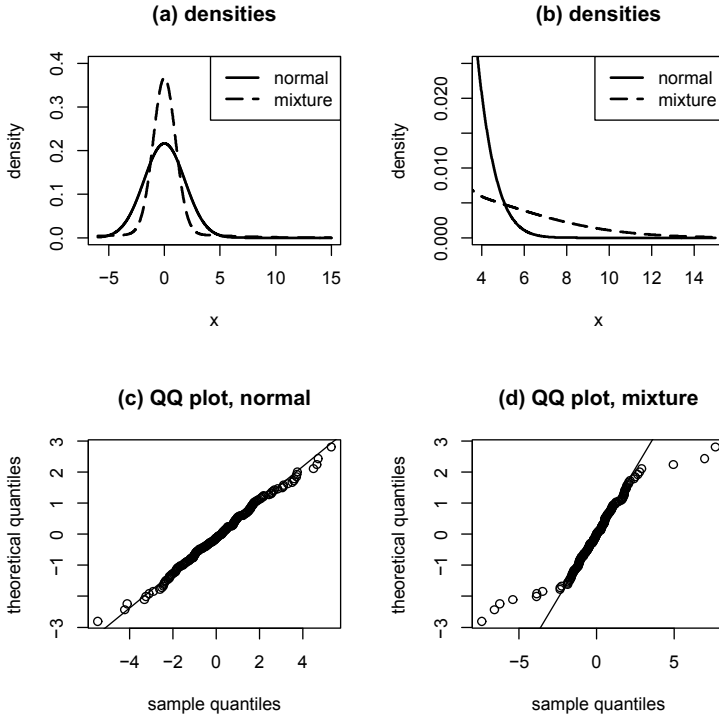 (a) densities
normal
mixture
density
0.0 0.1 0.2 0.3 0.4
−5 0 5 10 15
x
(b) densities
normal
mixture
density
0.000 0.010 0.020
4 6 8 10 12 14
x
(c) QQ plot, normal
theoretical quantiles
−3 −1 0 1 2 3
−4 −2 0 2 4
sample quantiles
(d) QQ plot, mixture
theoretical quantiles
−3 −1 0 1 2 3
−5 0 5
sample quantiles